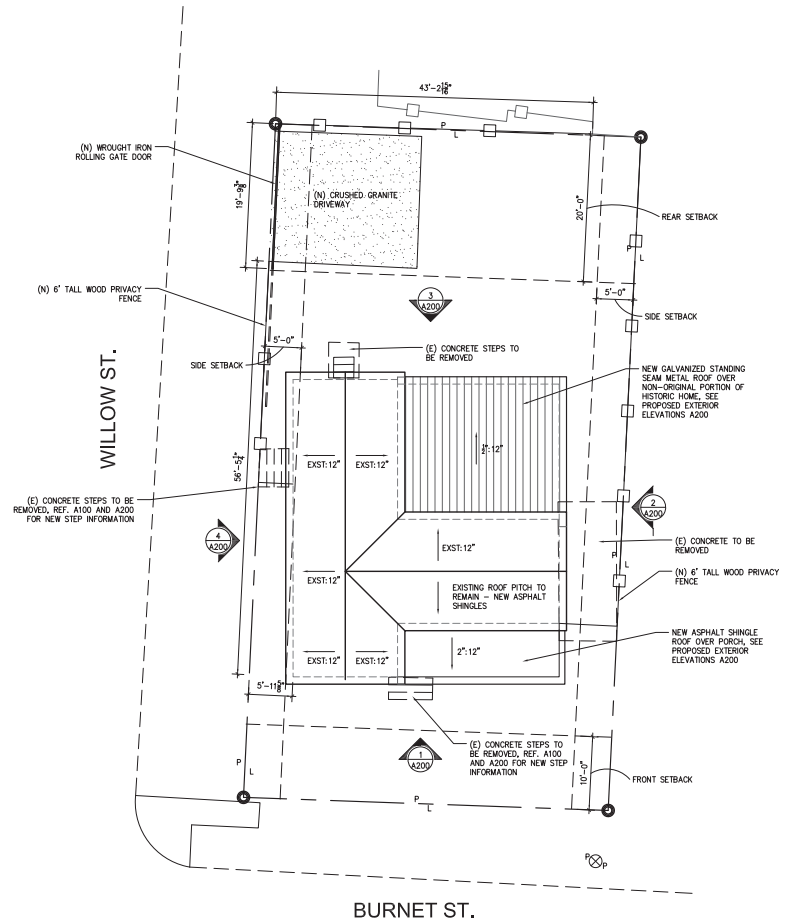 43'-2 15/16"
(N) WROUGHT IRON
ROLLING GATE DOOR
P
L
19'-9 3/8"
(N) CRUSHED GRANITE
DRIVEWAY
20'-0"
REAR SETBACK
P
L
(N) 6' TALL WOOD PRIVACY
FENCE
3
A200
5'-0"
SIDE SETBACK
5'-0"
SIDE SETBACK
(E) CONCRETE STEPS TO
BE REMOVED
NEW GALVANIZED STANDING
SEAM METAL ROOF OVER
NON-ORIGINAL PORTION OF
HISTORIC HOME, SEE
PROPOSED EXTERIOR
ELEVATIONS A200
WILLOW ST.
56'-5 1/4"
1/2":12"
EXST:12"
EXST:12"
(E) CONCRETE STEPS TO BE
REMOVED, REF. A100 AND A200
FOR NEW STEP INFORMATION
4
A200
2
A200
(E) CONCRETE TO BE
REMOVED
EXST:12"
P
L
(N) 6' TALL WOOD PRIVACY
FENCE
EXST:12"
EXISTING ROOF PITCH TO
REMAIN - NEW ASPHALT
SHINGLES
NEW ASPHALT SHINGLE
ROOF OVER PORCH, SEE
PROPOSED EXTERIOR
ELEVATIONS A200
2":12"
EXST:12"
EXST:12"
5'-11 5/8"
(E) CONCRETE STEPS TO
BE REMOVED, REF. A100
AND A200 FOR NEW STEP
INFORMATION
1
A200
P
L
10'-0"
FRONT SETBACK
P
L
P
P
BURNET ST.